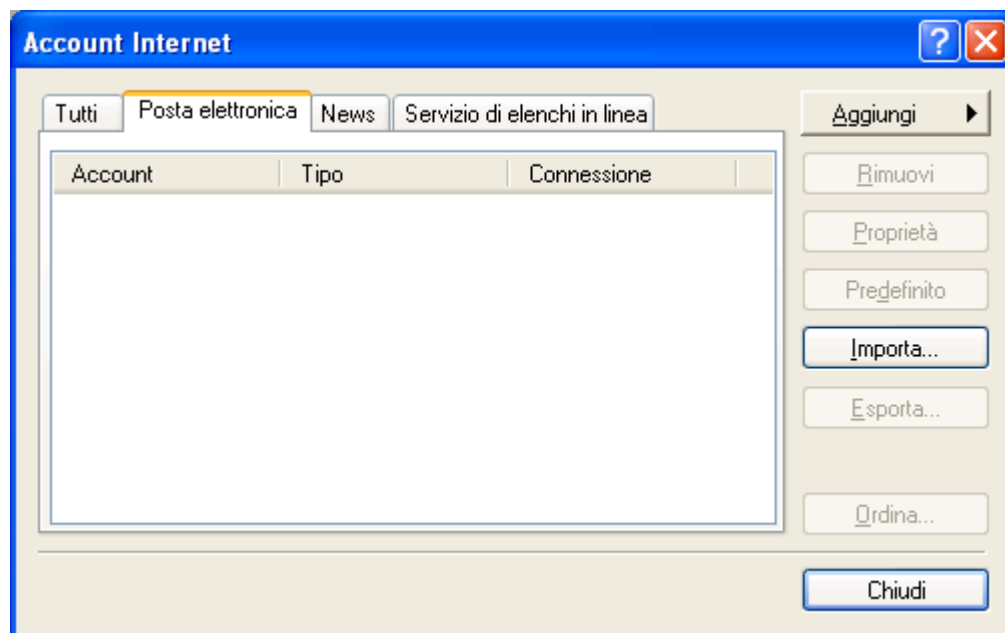 Account Internet
Tutti
Posta elettronica
News
Servizio di elenchi in linea
Account
Tipo
Connessione
Aggiungi
Rimuovi
Proprietà
Predefinito
Importa...
Esporta...
Ordina...
Chiudi